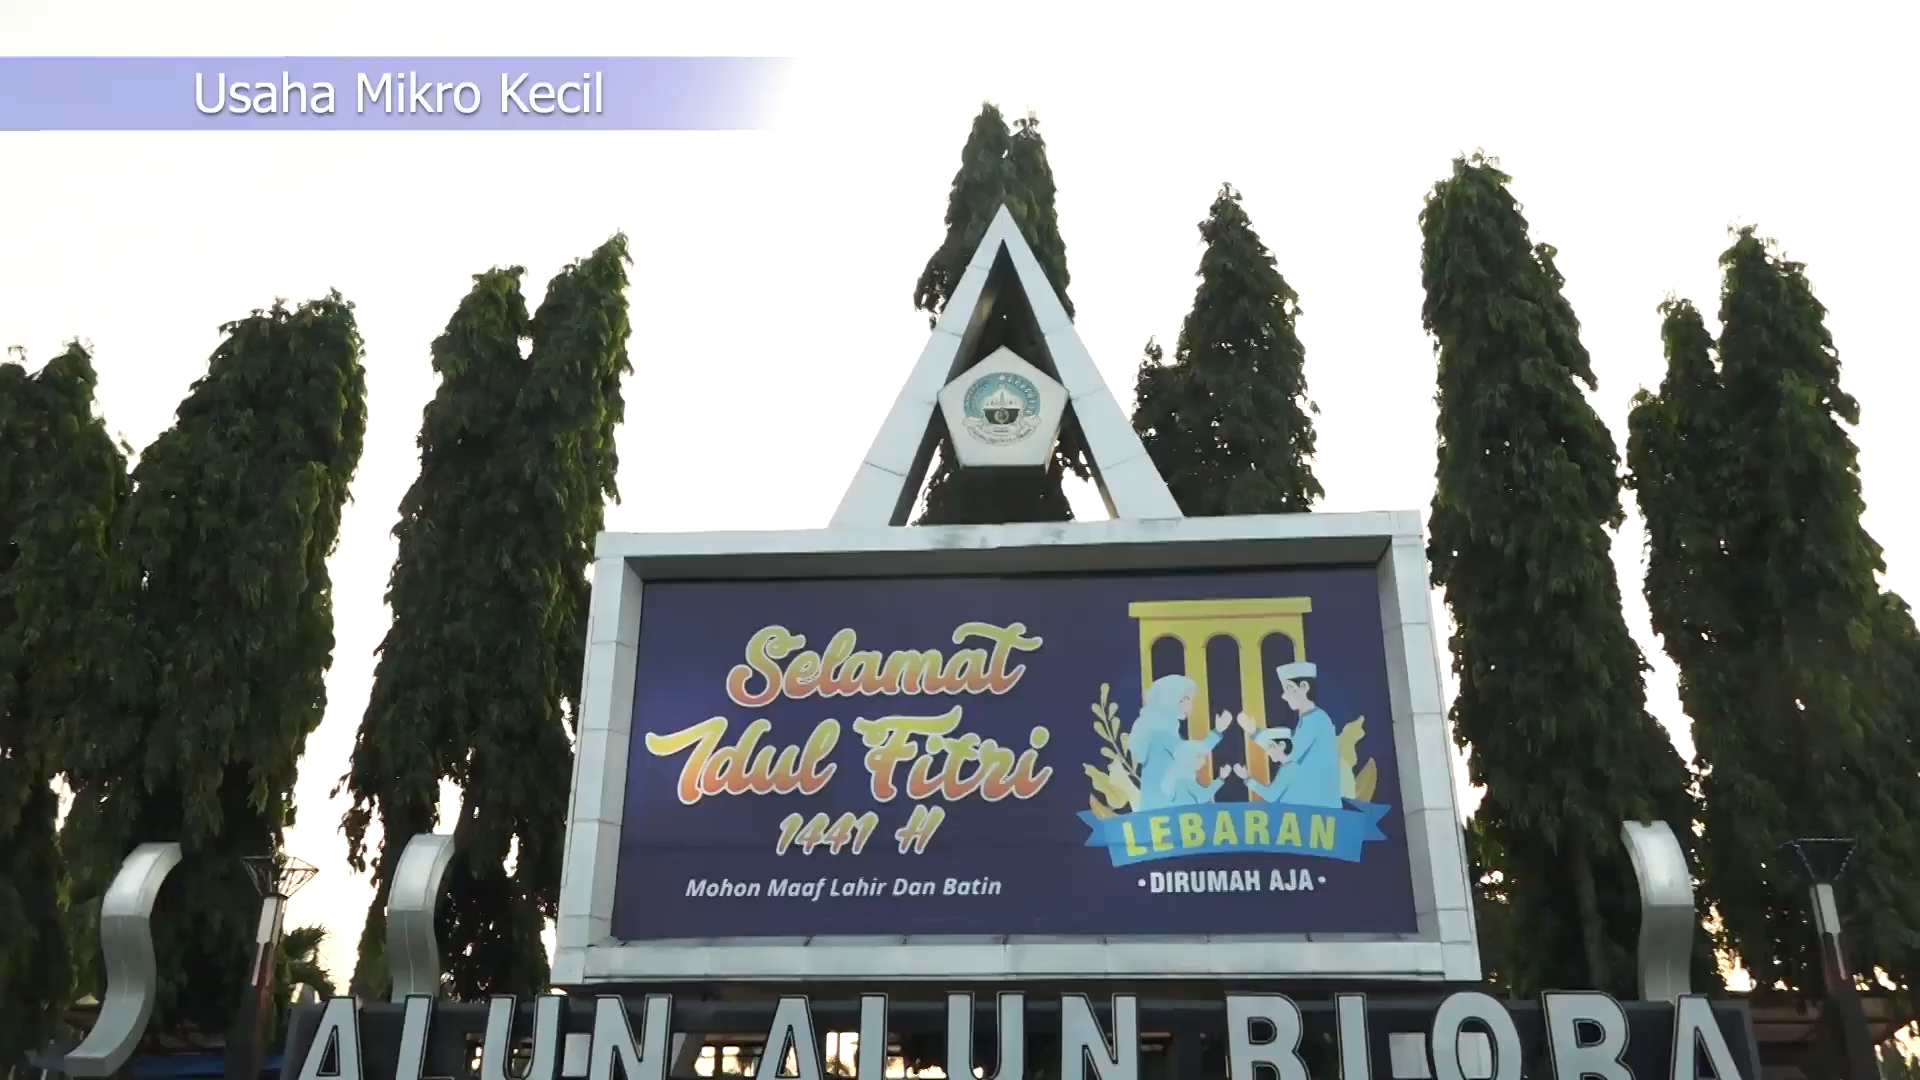 Usaha Mikro Kecil
Selamat
Idul Fitri
1441 H
Mohon Maaf Lahir Dan Batin
LEBARAN
•DIRUMAH AJA•
ALUN ALUN BLORA